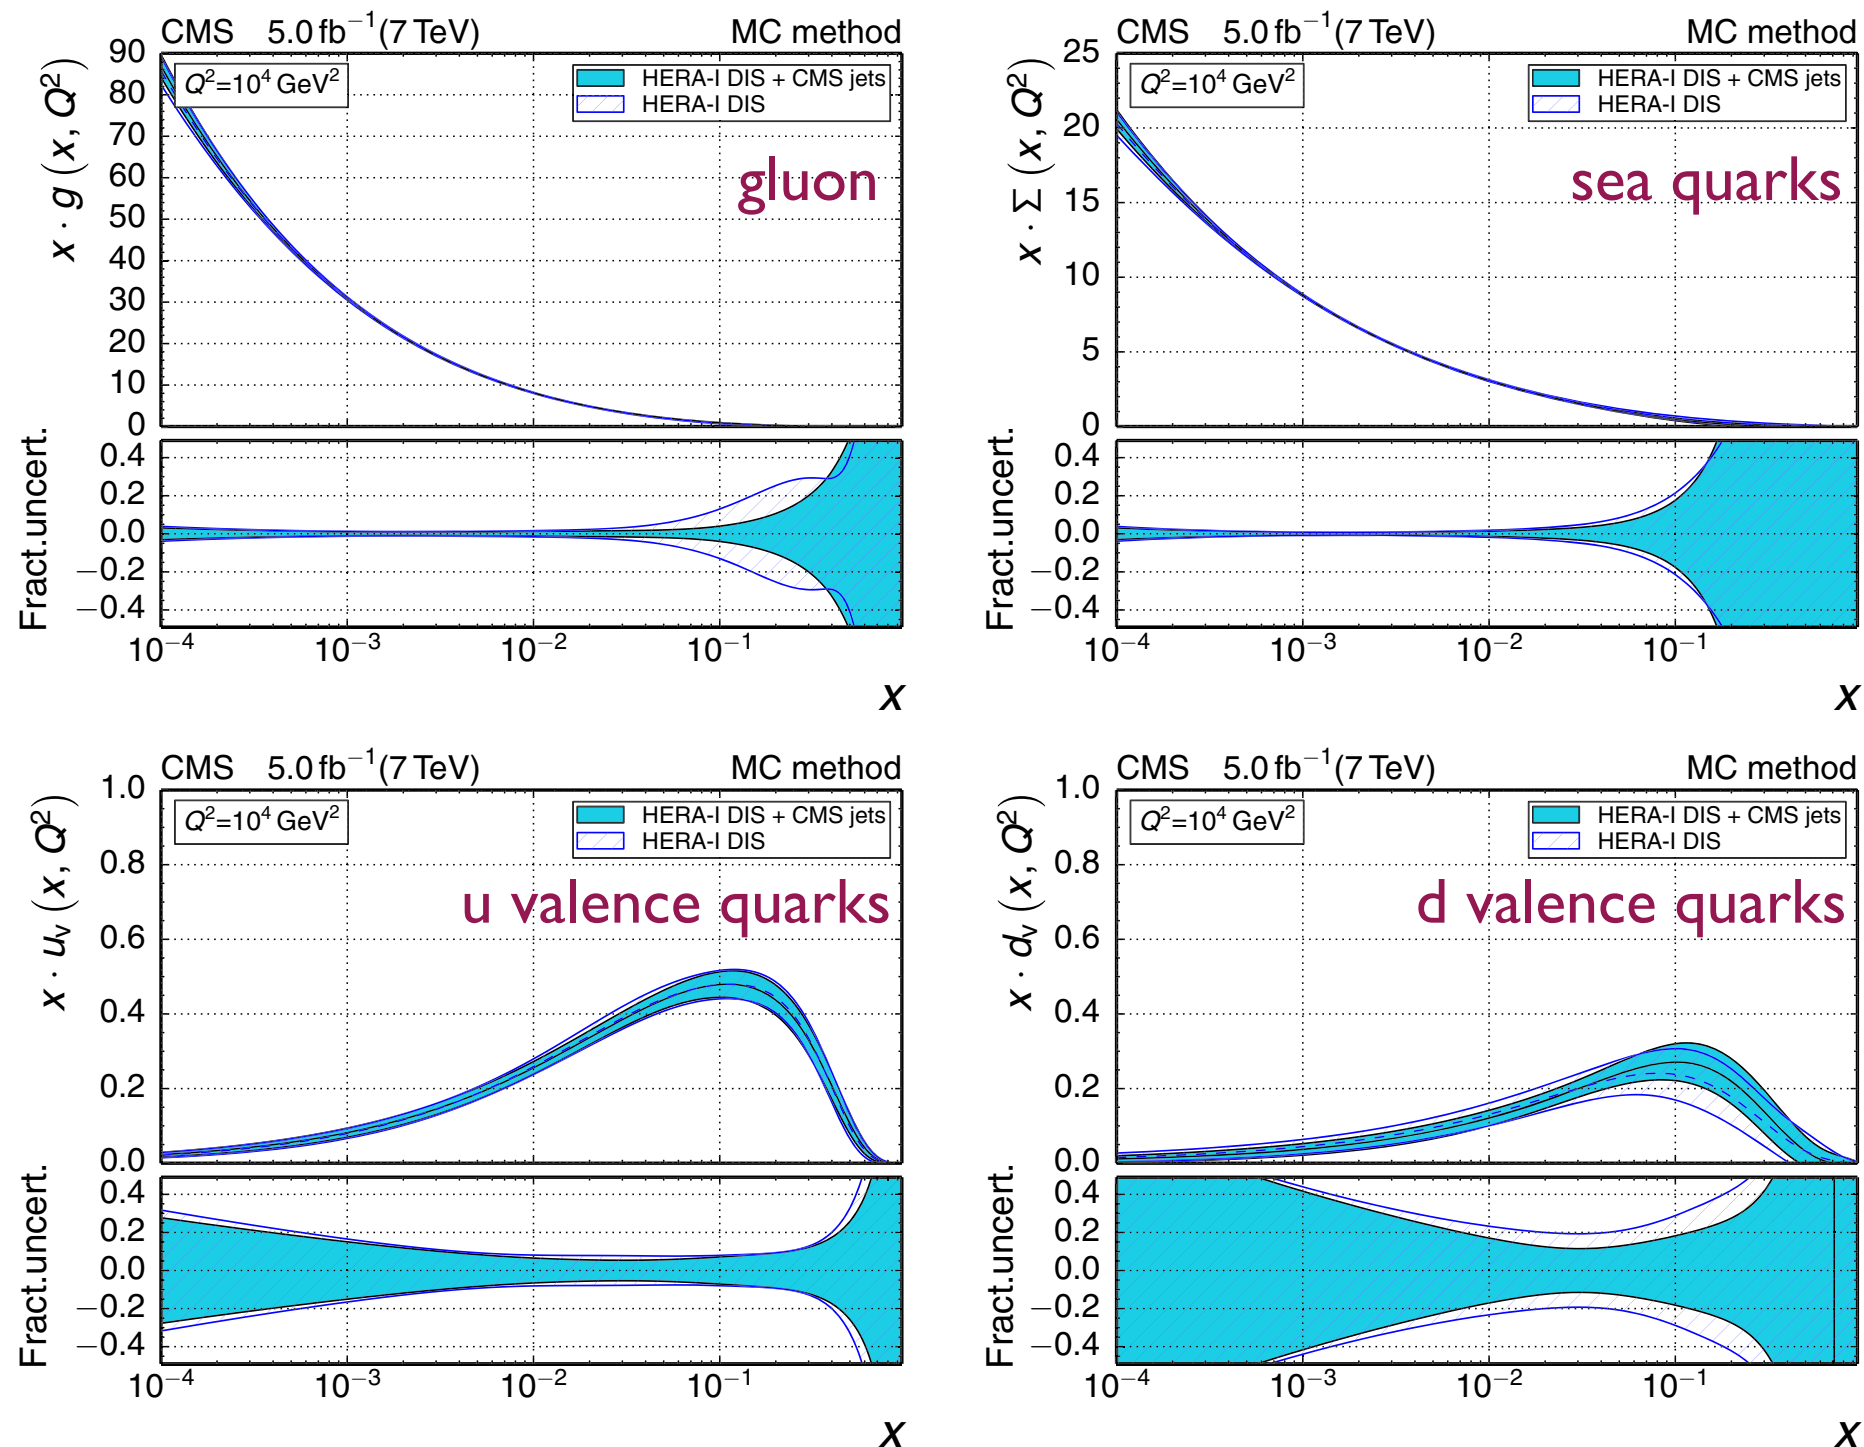 CMS 5.0 fb⁻¹ (7 TeV) MC method
Q²=10⁴ GeV²
HERA-I DIS + CMS jets
HERA-I DIS
gluon
x · g (x, Q²)
90
80
70
60
50
40
30
20
10
0
Fract.uncert.
0.4
0.2
0.0
−0.2
−0.4
10⁻⁴ 10⁻³ 10⁻² 10⁻¹
x
CMS 5.0 fb⁻¹ (7 TeV) MC method
Q²=10⁴ GeV²
HERA-I DIS + CMS jets
HERA-I DIS
sea quarks
x · Σ (x, Q²)
25
20
15
10
5
0
Fract.uncert.
0.4
0.2
0.0
−0.2
−0.4
10⁻⁴ 10⁻³ 10⁻² 10⁻¹
x
CMS 5.0 fb⁻¹ (7 TeV) MC method
Q²=10⁴ GeV²
HERA-I DIS + CMS jets
HERA-I DIS
u valence quarks
x · uᵥ (x, Q²)
1.0
0.8
0.6
0.4
0.2
0.0
Fract.uncert.
0.4
0.2
0.0
−0.2
−0.4
10⁻⁴ 10⁻³ 10⁻² 10⁻¹
x
CMS 5.0 fb⁻¹ (7 TeV) MC method
Q²=10⁴ GeV²
HERA-I DIS + CMS jets
HERA-I DIS
d valence quarks
x · dᵥ (x, Q²)
1.0
0.8
0.6
0.4
0.2
0.0
Fract.uncert.
0.4
0.2
0.0
−0.2
−0.4
10⁻⁴ 10⁻³ 10⁻² 10⁻¹
x